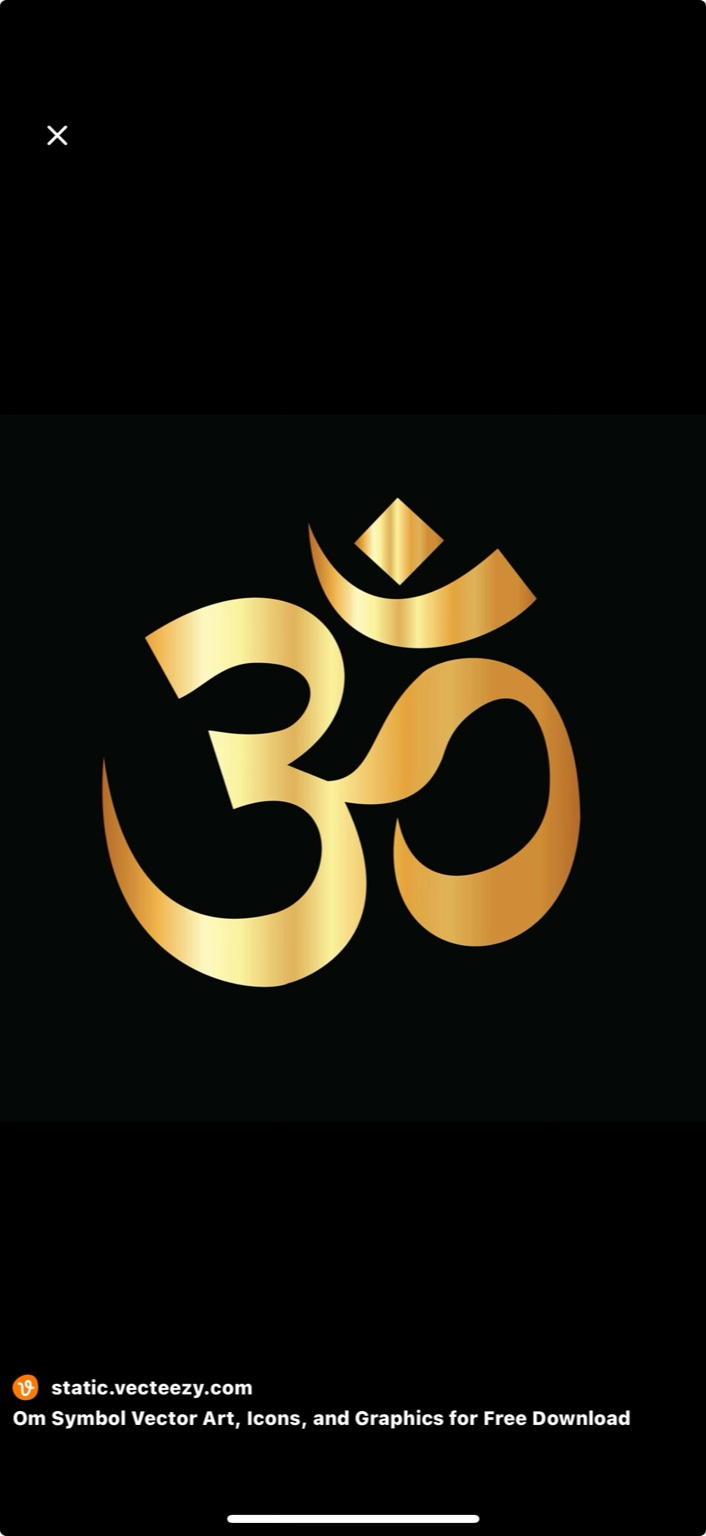 ॐ
static.vecteezy.com
Om Symbol Vector Art, Icons, and Graphics for Free Download